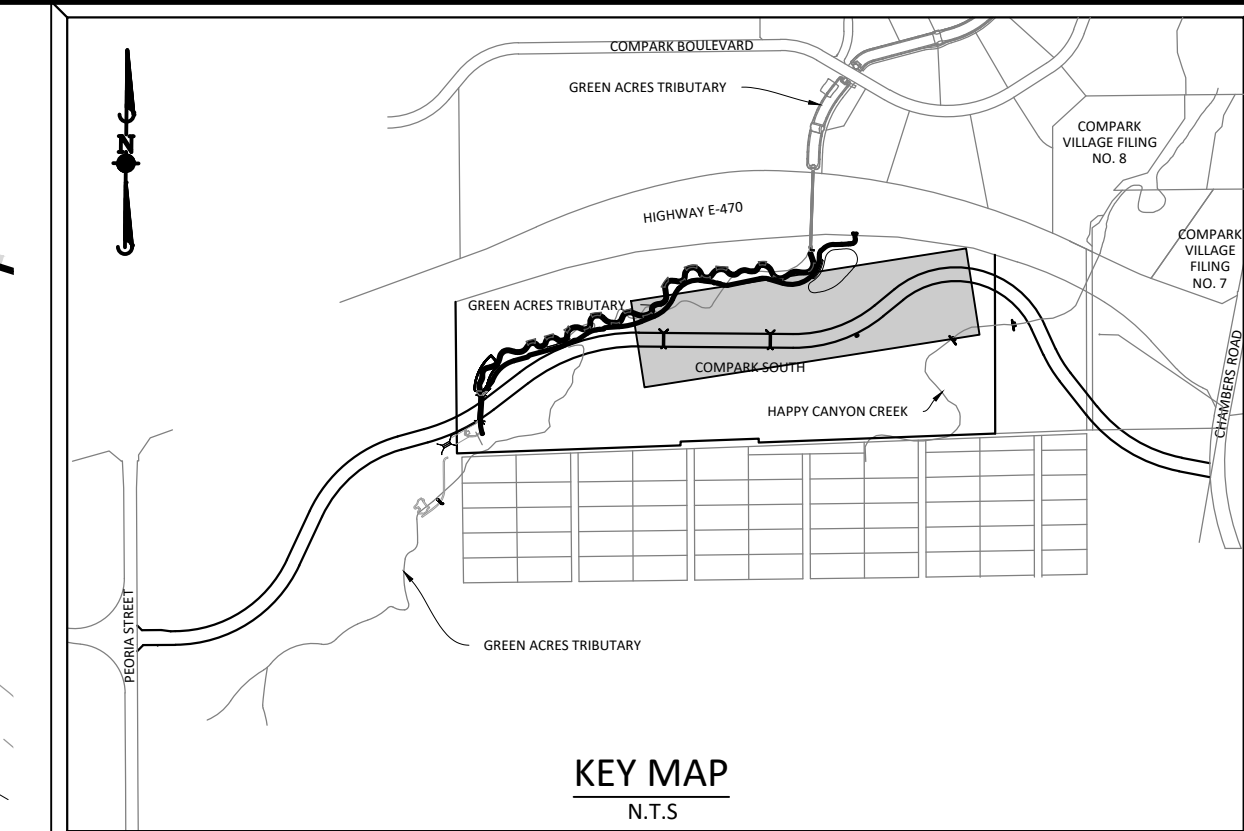 COMPARK BOULEVARD
GREEN ACRES TRIBUTARY
COMPARK
VILLAGE FILING
NO. 8
N
HIGHWAY E-470
COMPARK
VILLAGE
FILING
NO. 7
GREEN ACRES TRIBUTARY
COMPARK SOUTH
HAPPY CANYON CREEK
CHAMBERS ROAD
PEORIA STREET
GREEN ACRES TRIBUTARY
KEY MAP
N.T.S